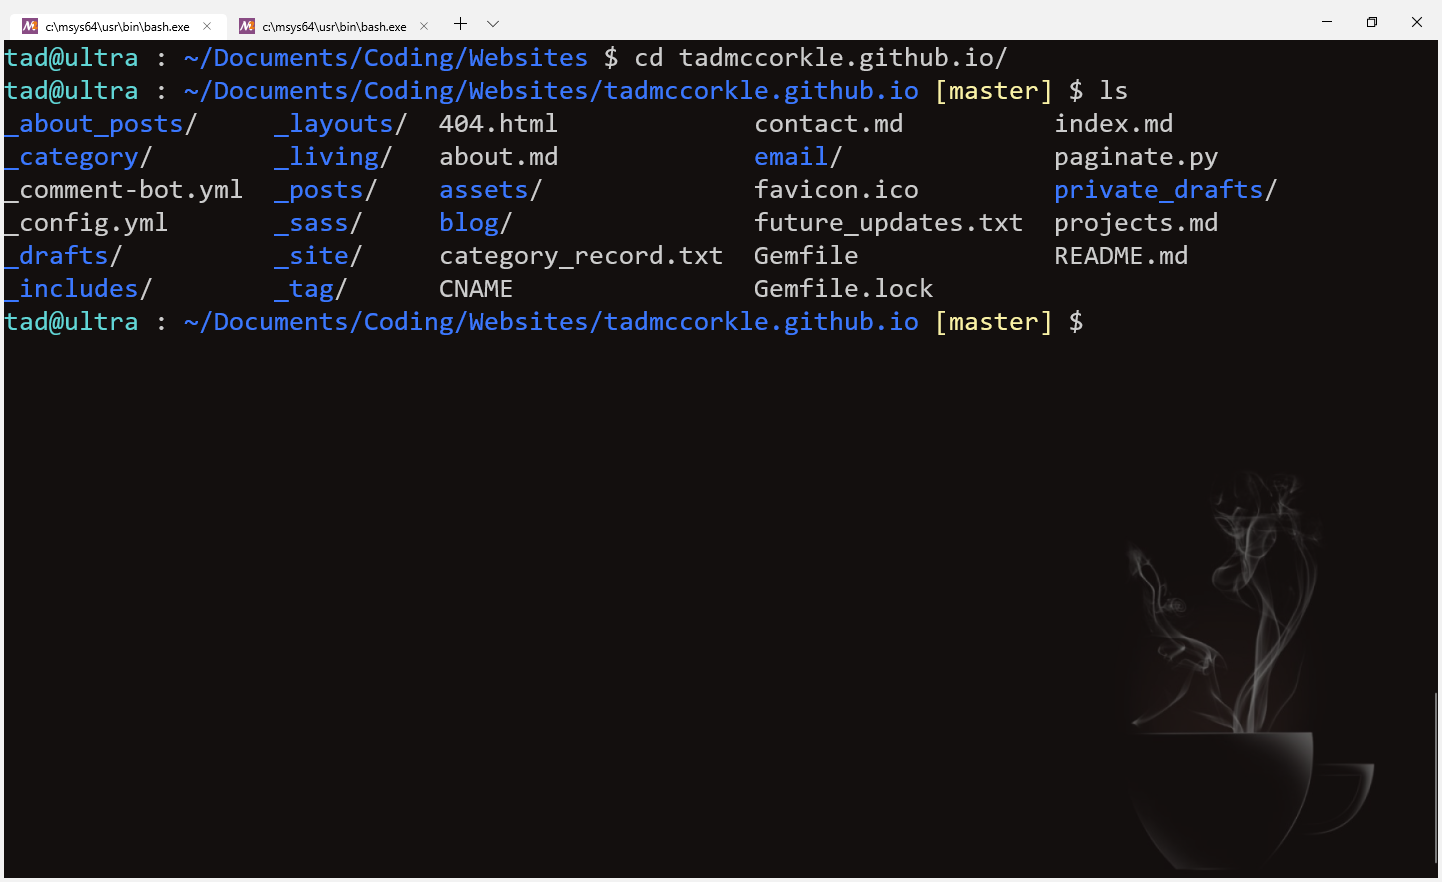 c:\msys64\usr\bin\bash.exe c:\msys64\usr\bin\bash.exe
tad@ultra : ~/Documents/Coding/Websites $ cd tadmccorkle.github.io/
tad@ultra : ~/Documents/Coding/Websites/tadmccorkle.github.io [master] $ ls
_about_posts/ _layouts/ 404.html contact.md index.md
_category/ _living/ about.md email/ paginate.py
_comment-bot.yml _posts/ assets/ favicon.ico private_drafts/
_config.yml _sass/ blog/ future_updates.txt projects.md
_drafts/ _site/ category_record.txt Gemfile README.md
_includes/ _tag/ CNAME Gemfile.lock
tad@ultra : ~/Documents/Coding/Websites/tadmccorkle.github.io [master] $